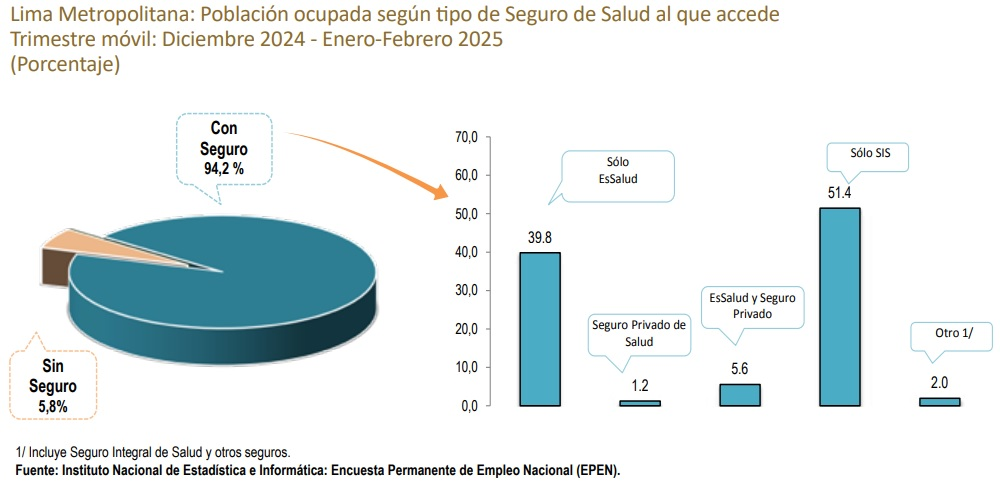 Lima Metropolitana: Población ocupada según tipo de Seguro de Salud al que accede
Trimestre móvil: Diciembre 2024 - Enero-Febrero 2025
(Porcentaje)
Con
Seguro
94,2 %
Sin
Seguro
5,8%
70,0
60,0
50,0
40,0
30,0
20,0
10,0
0,0
Sólo
EsSalud
39.8
Seguro Privado de
Salud
1.2
EsSalud y Seguro
Privado
5.6
Sólo SIS
51.4
Otro 1/
2.0
1/ Incluye Seguro Integral de Salud y otros seguros.
Fuente: Instituto Nacional de Estadística e Informática: Encuesta Permanente de Empleo Nacional (EPEN).